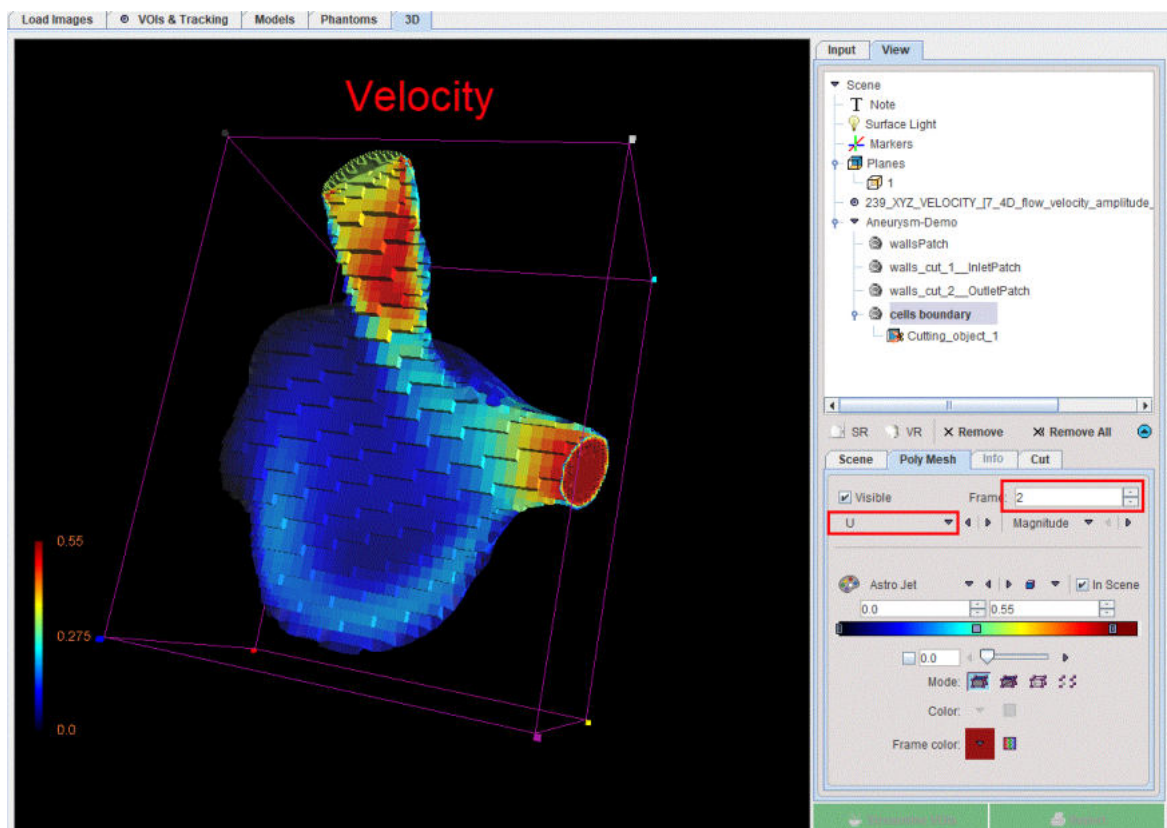 Load Images VOIs & Tracking Models Phantoms 3D
Input View
Velocity
Scene
T Note
Surface Light
Markers
Planes
1
239_XYZ_VELOCITY_[7_4D_flow_velocity_amplitude_
Aneurysm-Demo
wallsPatch
walls_cut_1__InletPatch
walls_cut_2__OutletPatch
cells boundary
Cutting_object_1
SR VR Remove Remove All
Scene Poly Mesh Info Cut
Visible Frame: 2
U Magnitude
Astro Jet In Scene
0.0 0.55
0.0
Mode:
Color:
Frame color:
0.55
0.275
0.0